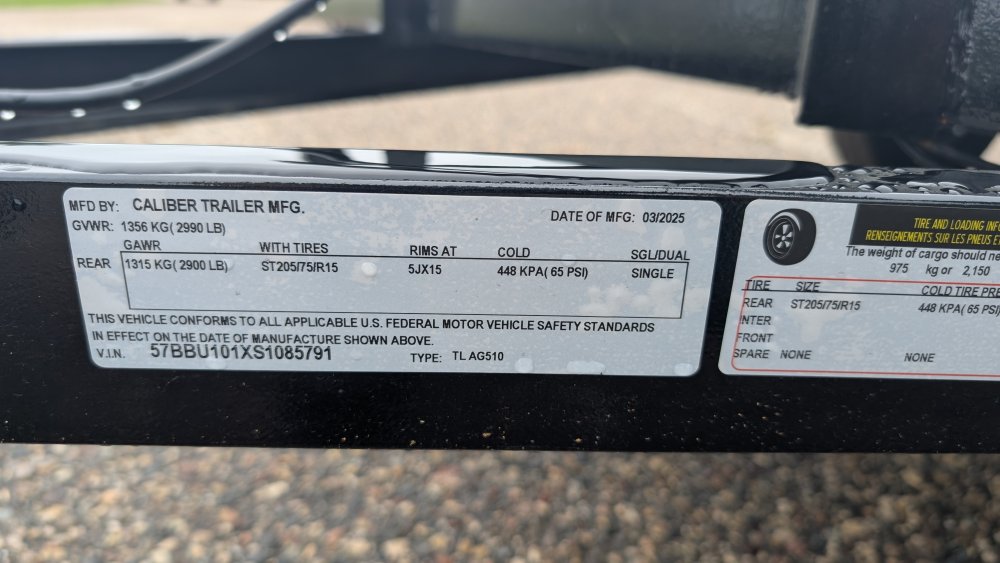 MFD BY: CALIBER TRAILER MFG. DATE OF MFG: 03/2025
GVWR: 1356 KG( 2990 LB)
GAWR WITH TIRES RIMS AT COLD SGL/DUAL
REAR 1315 KG( 2900 LB) ST205/75/R15 5JX15 448 KPA( 65 PSI) SINGLE
THIS VEHICLE CONFORMS TO ALL APPLICABLE U.S. FEDERAL MOTOR VEHICLE SAFETY STANDARDS
IN EFFECT ON THE DATE OF MANUFACTURE SHOWN ABOVE.
V.I.N. 57BBU101XS1085791 TYPE: TL AG510
TIRE AND LOADING
RENSEIGNEMENTS SUR LES PNEUS
The weight of cargo should
975 kg or 2,150
TIRE SIZE COLD TIRE
REAR ST205/75/R15 448 KPA( 65
INTER
FRONT
SPARE NONE NONE